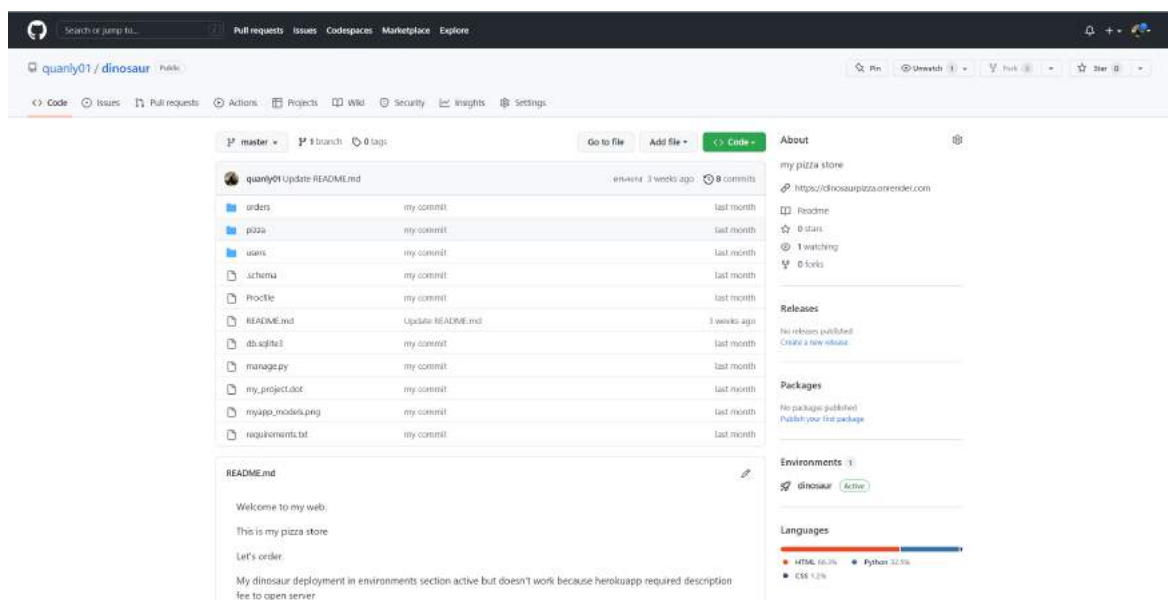 Search or jump to... /
Pull requests Issues Codespaces Marketplace Explore
quanly01 / dinosaur Public
Pin Unwatch 1 Fork 0 Star 0
Code Issues Pull requests Actions Projects Wiki Security Insights Settings
master 1 branch 0 tags
Go to file Add file Code
quanly01 Update README.md 3 weeks ago 8 commits
orders my commit last month
pizza my commit last month
users my commit last month
.schema my commit last month
Procfile my commit last month
README.md Update README.md 3 weeks ago
db.sqlite3 my commit last month
manage.py my commit last month
my_project.dot my commit last month
myapp_models.png my commit last month
requirements.txt my commit last month
README.md
Welcome to my web.
This is my pizza store
Let's order.
My dinosaur deployment in environments section active but doesn't work because herokuapp required description
fee to open server
About
my pizza store
https://dinosaurpizza.onrender.com
Readme
0 stars
1 watching
0 forks
Releases
No releases published
Create a new release
Packages
No packages published
Publish your first package
Environments 1
dinosaur Active
Languages
HTML 66.3% Python 32.5%
CSS 1.2%